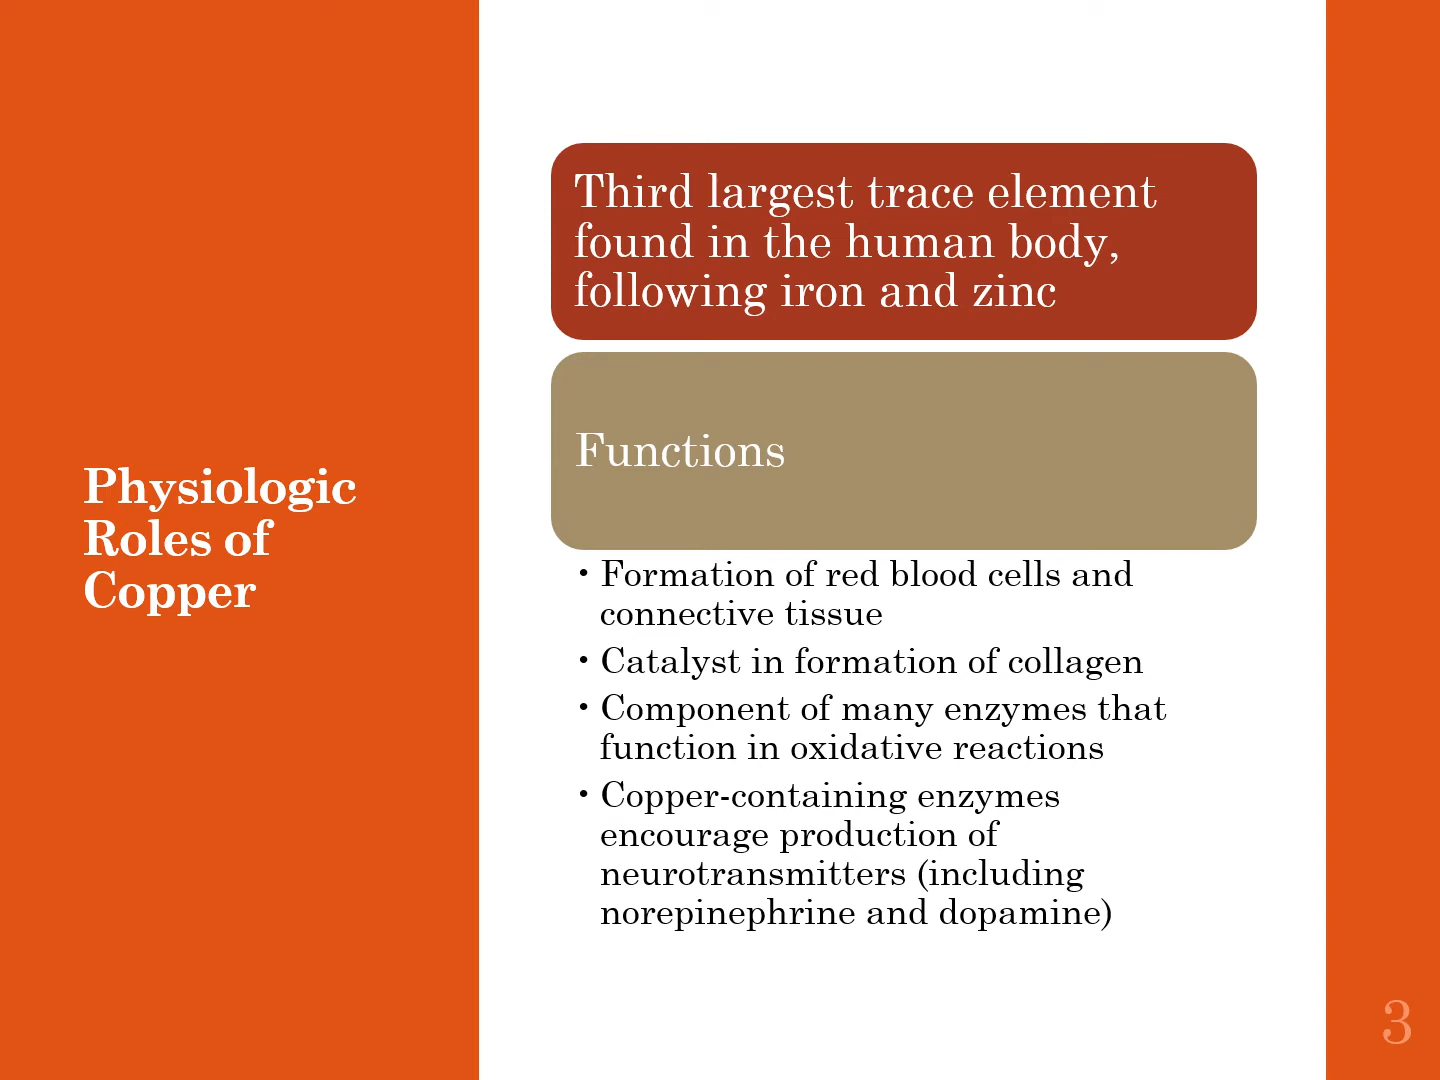 Physiologic
Roles of
Copper
Third largest trace element
found in the human body,
following iron and zinc
Functions
• Formation of red blood cells and
connective tissue
• Catalyst in formation of collagen
• Component of many enzymes that
function in oxidative reactions
• Copper-containing enzymes
encourage production of
neurotransmitters (including
norepinephrine and dopamine)
3